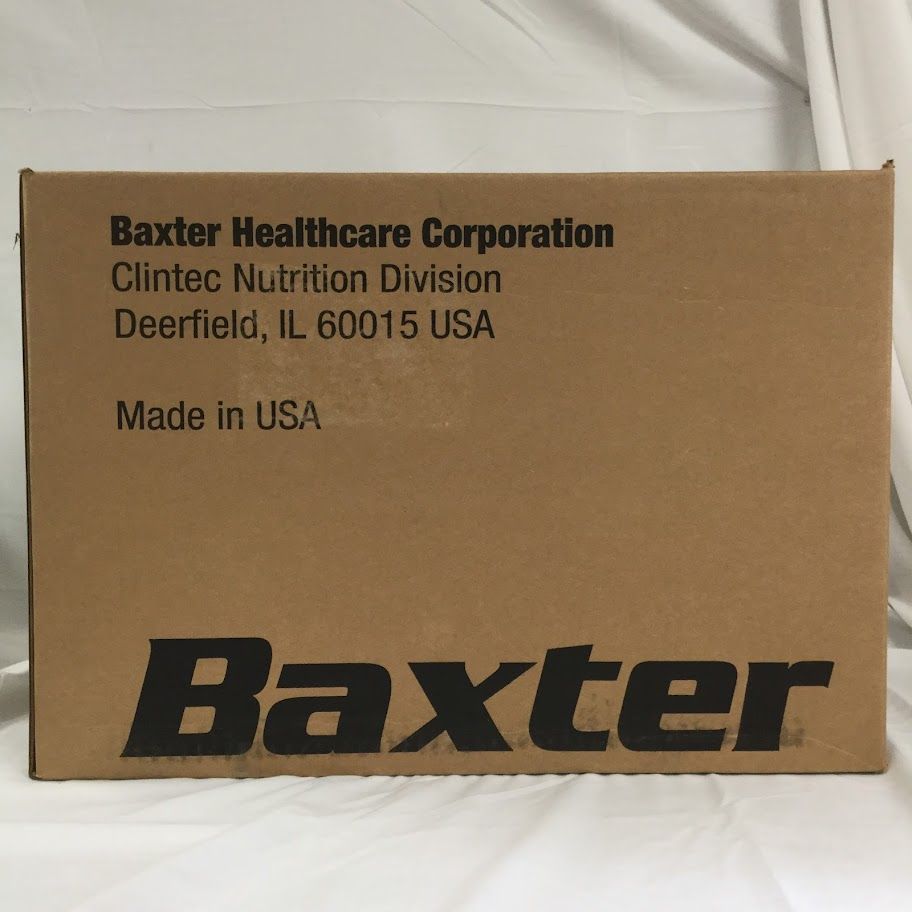 Baxter Healthcare Corporation
Clintec Nutrition Division
Deerfield, IL 60015 USA
Made in USA
Baxter